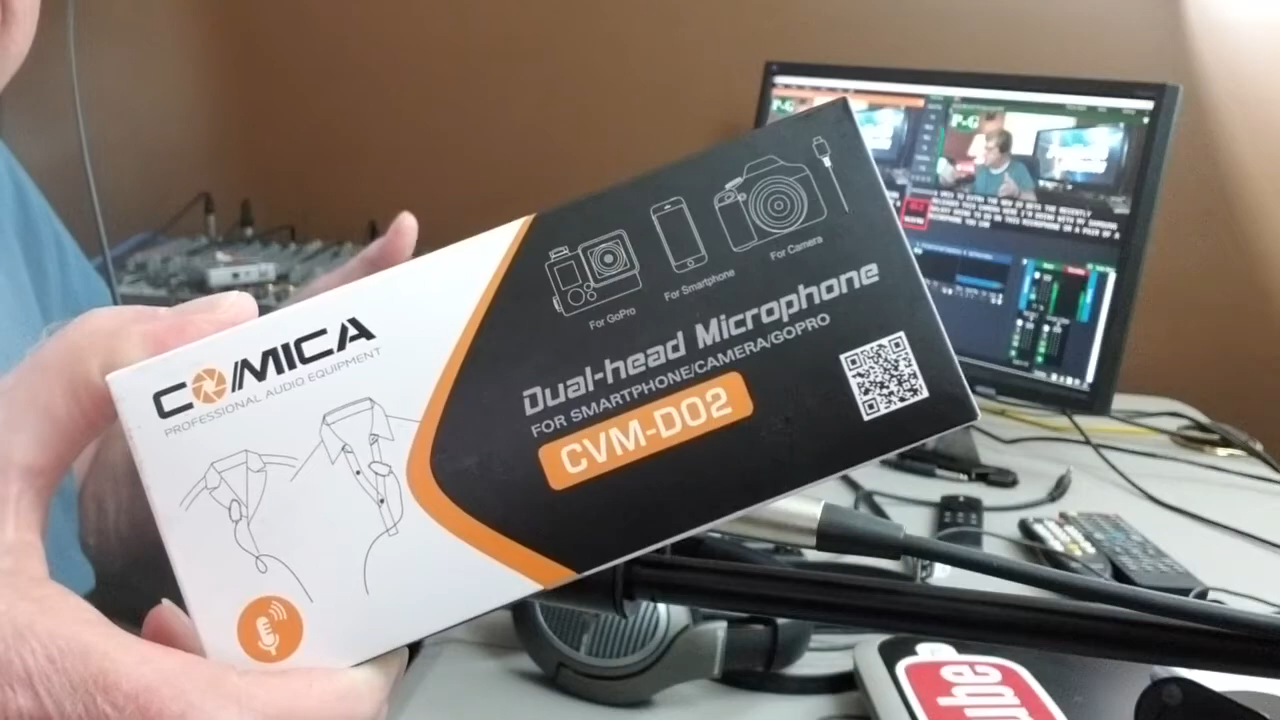 COMICA
PROFESSIONAL AUDIO EQUIPMENT
For GoPro
For Smartphone
For Camera
Dual-head Microphone
FOR SMARTPHONE/CAMERA/GOPRO
CVM-D02
P-G
P-G
ube